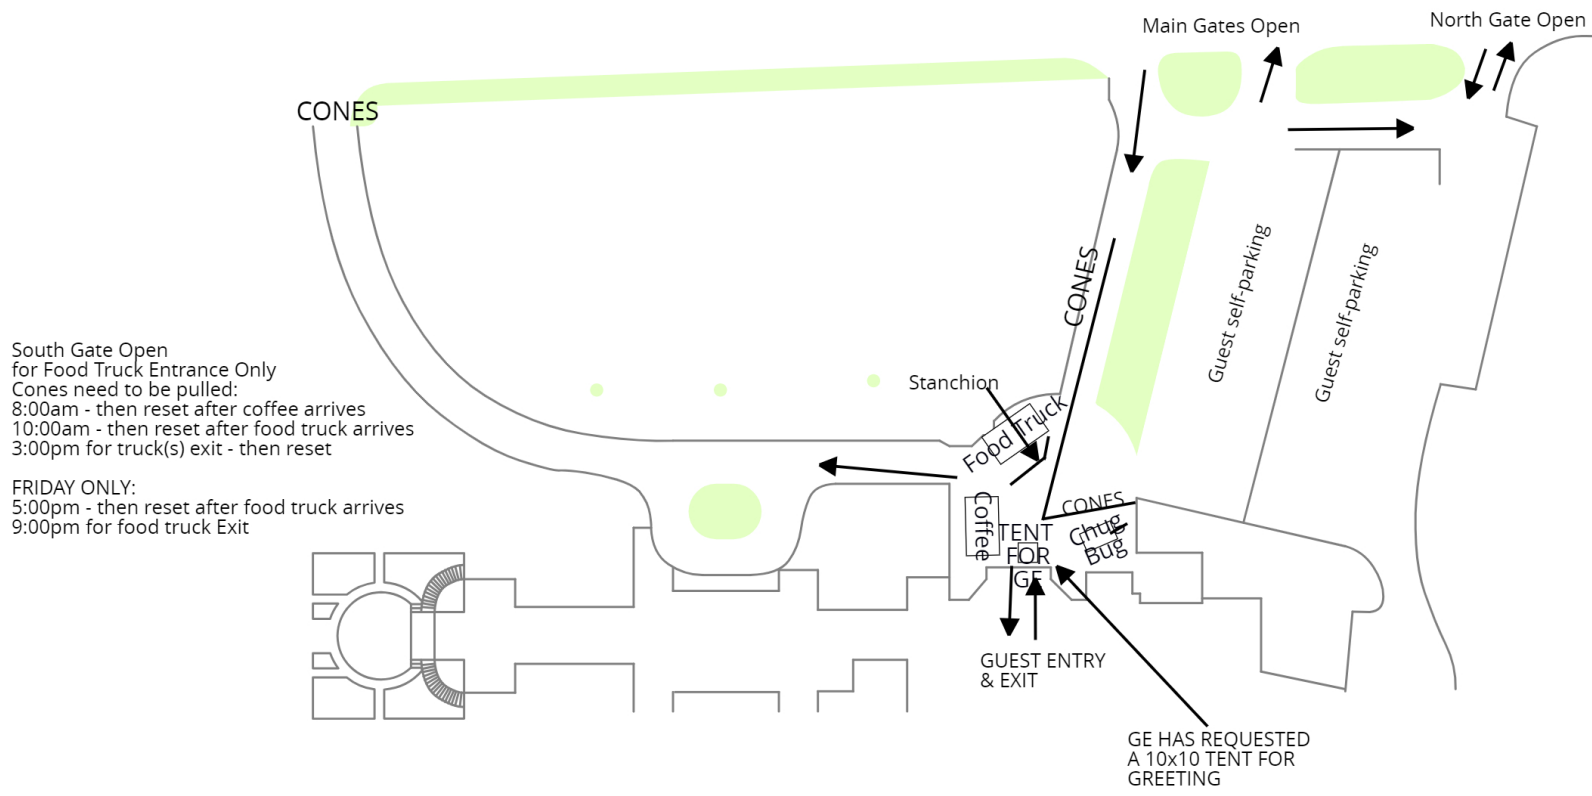 Main Gates Open
North Gate Open
CONES
CONES
Guest self-parking
Guest self-parking
South Gate Open
for Food Truck Entrance Only
Cones need to be pulled:
8:00am - then reset after coffee arrives
10:00am - then reset after food truck arrives
3:00pm for truck(s) exit - then reset
FRIDAY ONLY:
5:00pm - then reset after food truck arrives
9:00pm for food truck Exit
Stanchion
Food Truck
Coffee
CONES
Chug
Bug
TENT
FOR
GE
GUEST ENTRY
& EXIT
GE HAS REQUESTED
A 10x10 TENT FOR
GREETING